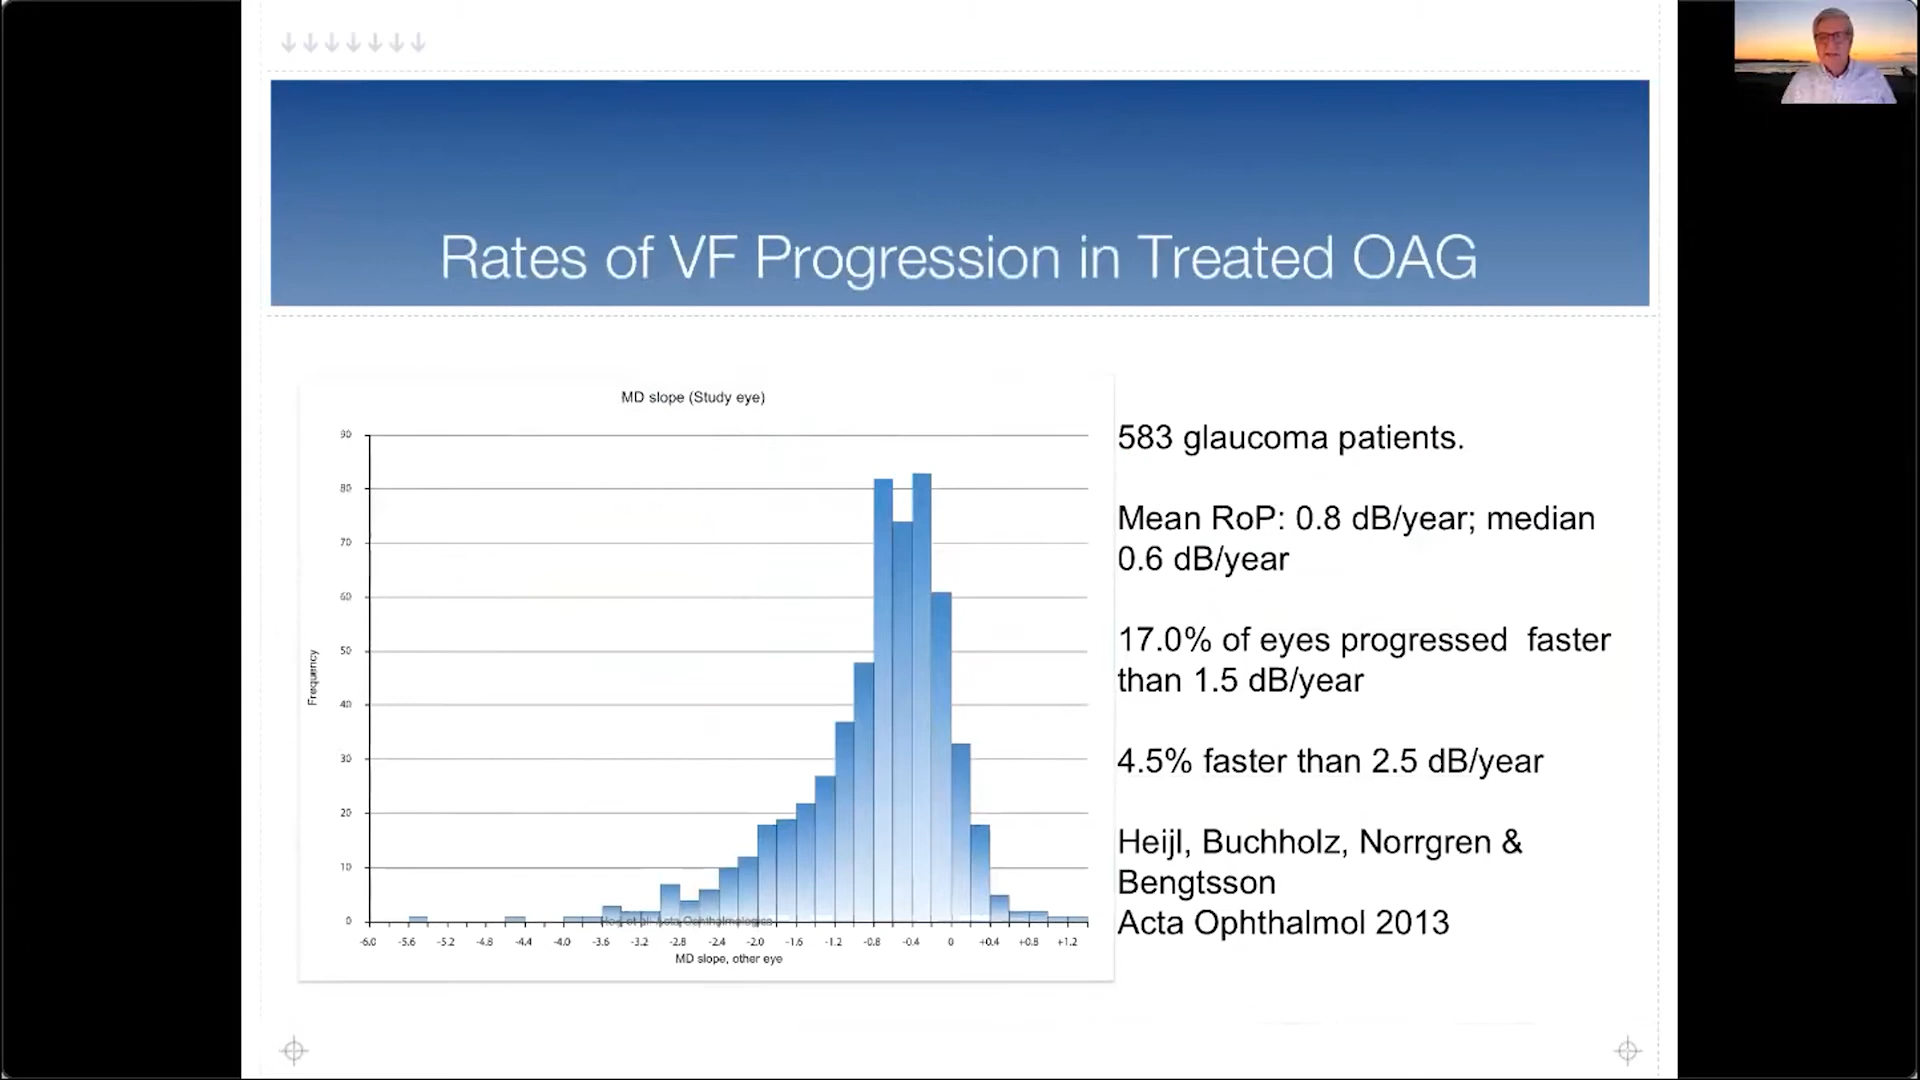 Rates of VF Progression in Treated OAG
MD slope (Study eye)
90
80
70
60
50
40
30
20
10
0
Frequency
-6.0 -5.6 -5.2 -4.8 -4.4 -4.0 -3.6 -3.2 -2.8 -2.4 -2.0 -1.6 -1.2 -0.8 -0.4 0 +0.4 +0.8 +1.2
MD slope, other eye
583 glaucoma patients.
Mean RoP: 0.8 dB/year; median
0.6 dB/year
17.0% of eyes progressed faster
than 1.5 dB/year
4.5% faster than 2.5 dB/year
Heijl, Buchholz, Norrgren &
Bengtsson
Acta Ophthalmol 2013